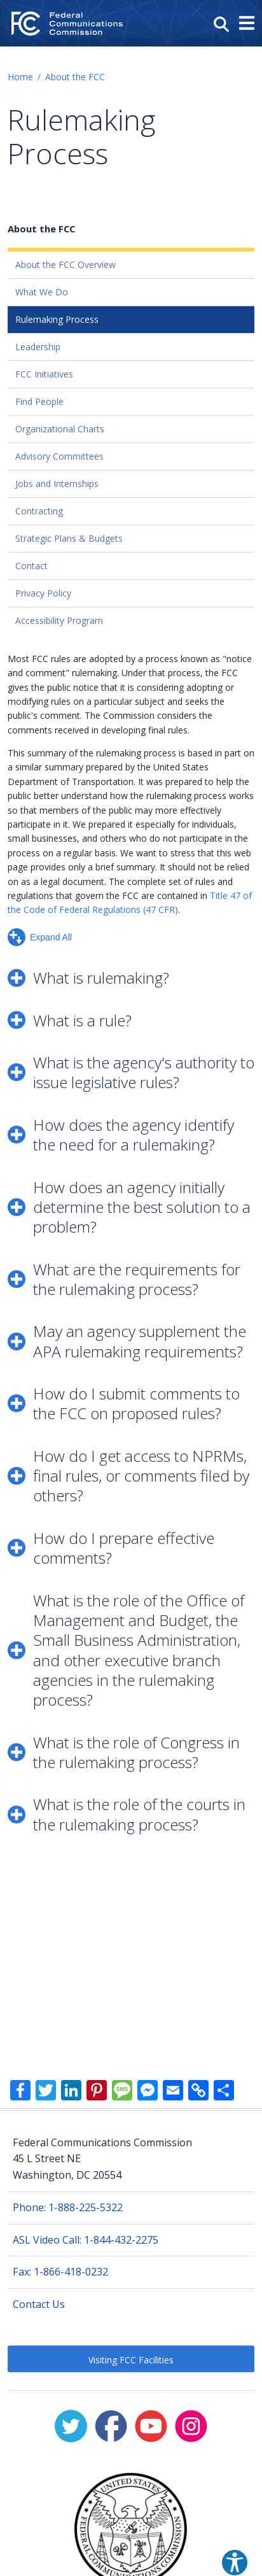 FC
Federal
Communications
Commission
Home / About the FCC
Rulemaking
Process
About the FCC
About the FCC Overview
What We Do
Rulemaking Process
Leadership
FCC Initiatives
Find People
Organizational Charts
Advisory Committees
Jobs and Internships
Contracting
Strategic Plans & Budgets
Contact
Privacy Policy
Accessibility Program
Most FCC rules are adopted by a process known as "notice
and comment" rulemaking. Under that process, the FCC
gives the public notice that it is considering adopting or
modifying rules on a particular subject and seeks the
public's comment. The Commission considers the
comments received in developing final rules.
This summary of the rulemaking process is based in part on
a similar summary prepared by the United States
Department of Transportation. It was prepared to help the
public better understand how the rulemaking process works
so that members of the public may more effectively
participate in it. We prepared it especially for individuals,
small businesses, and others who do not participate in the
process on a regular basis. We want to stress that this web
page provides only a brief summary. It should not be relied
on as a legal document. The complete set of rules and
regulations that govern the FCC are contained in Title 47 of
the Code of Federal Regulations (47 CFR).
Expand All
What is rulemaking?
What is a rule?
What is the agency's authority to
issue legislative rules?
How does the agency identify
the need for a rulemaking?
How does an agency initially
determine the best solution to a
problem?
What are the requirements for
the rulemaking process?
May an agency supplement the
APA rulemaking requirements?
How do I submit comments to
the FCC on proposed rules?
How do I get access to NPRMs,
final rules, or comments filed by
others?
How do I prepare effective
comments?
What is the role of the Office of
Management and Budget, the
Small Business Administration,
and other executive branch
agencies in the rulemaking
process?
What is the role of Congress in
the rulemaking process?
What is the role of the courts in
the rulemaking process?
SMS
Federal Communications Commission
45 L Street NE
Washington, DC 20554
Phone: 1-888-225-5322
ASL Video Call: 1-844-432-2275
Fax: 1-866-418-0232
Contact Us
Visiting FCC Facilities
UNITED STATES
FEDERAL COMMUNICATIONS COMMISSION